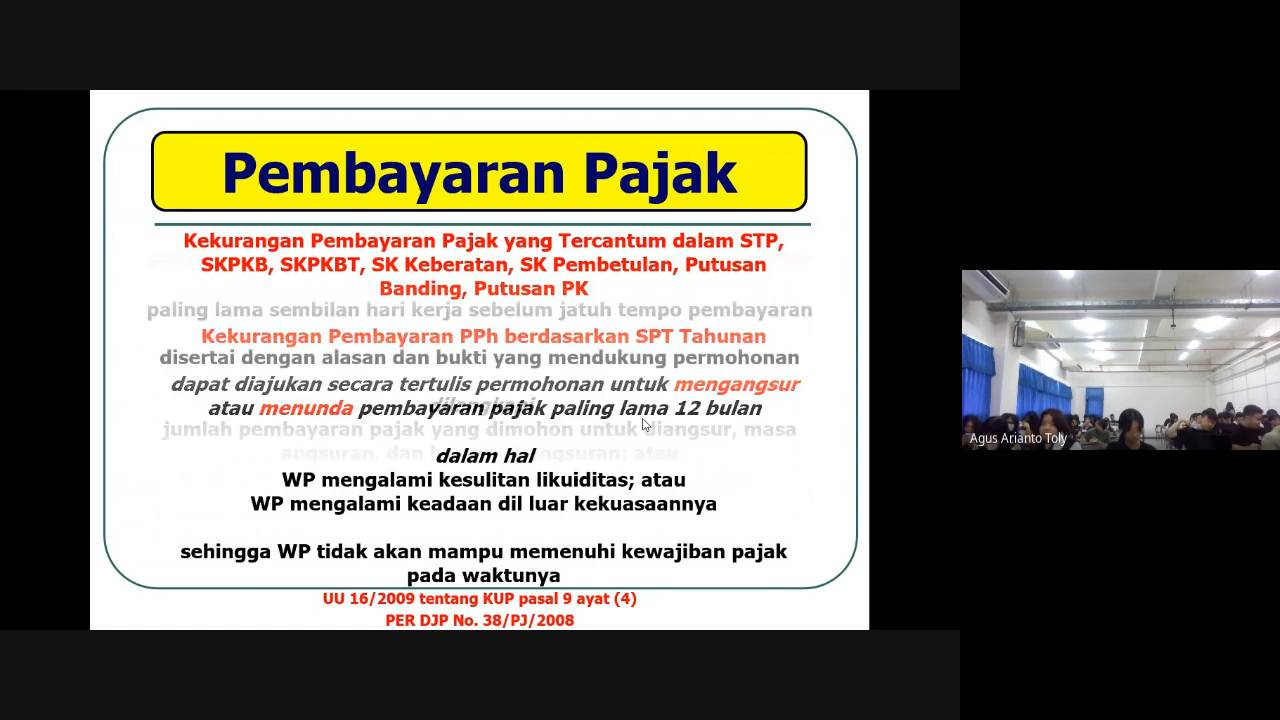 Pembayaran Pajak
Kekurangan Pembayaran Pajak yang Tercantum dalam STP,
SKPKB, SKPKBT, SK Keberatan, SK Pembetulan, Putusan
Banding, Putusan PK
paling lama sembilan hari kerja sebelum jatuh tempo pembayaran
Kekurangan Pembayaran PPh berdasarkan SPT Tahunan
disertai dengan alasan dan bukti yang mendukung permohonan
dapat diajukan secara tertulis permohonan untuk mengangsur
atau menunda pembayaran pajak paling lama 12 bulan
jumlah pembayaran pajak yang dimohon untuk diangsur, masa
dalam hal
WP mengalami kesulitan likuiditas; atau
WP mengalami keadaan dil luar kekuasaannya
sehingga WP tidak akan mampu memenuhi kewajiban pajak
pada waktunya
UU 16/2009 tentang KUP pasal 9 ayat (4)
PER DJP No. 38/PJ/2008
Agus Arianto Toly